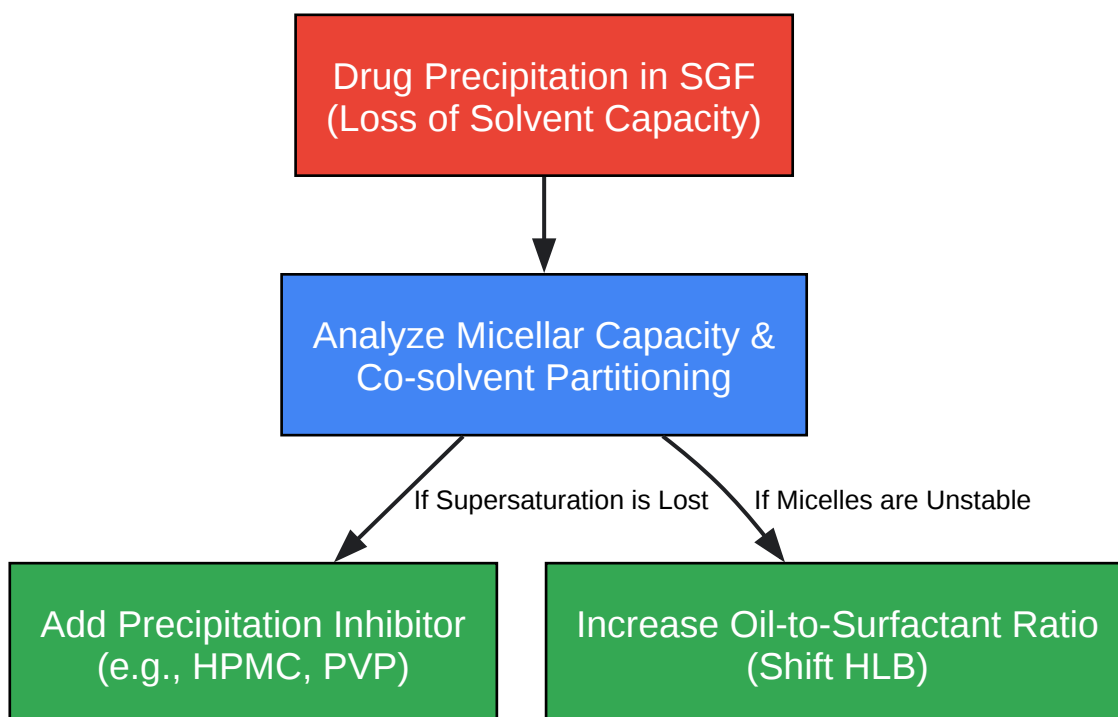 Drug Precipitation in SGF
(Loss of Solvent Capacity)
Analyze Micellar Capacity &
Co-solvent Partitioning
If Supersaturation is Lost
If Micelles are Unstable
Add Precipitation Inhibitor
(e.g., HPMC, PVP)
Increase Oil-to-Surfactant Ratio
(Shift HLB)